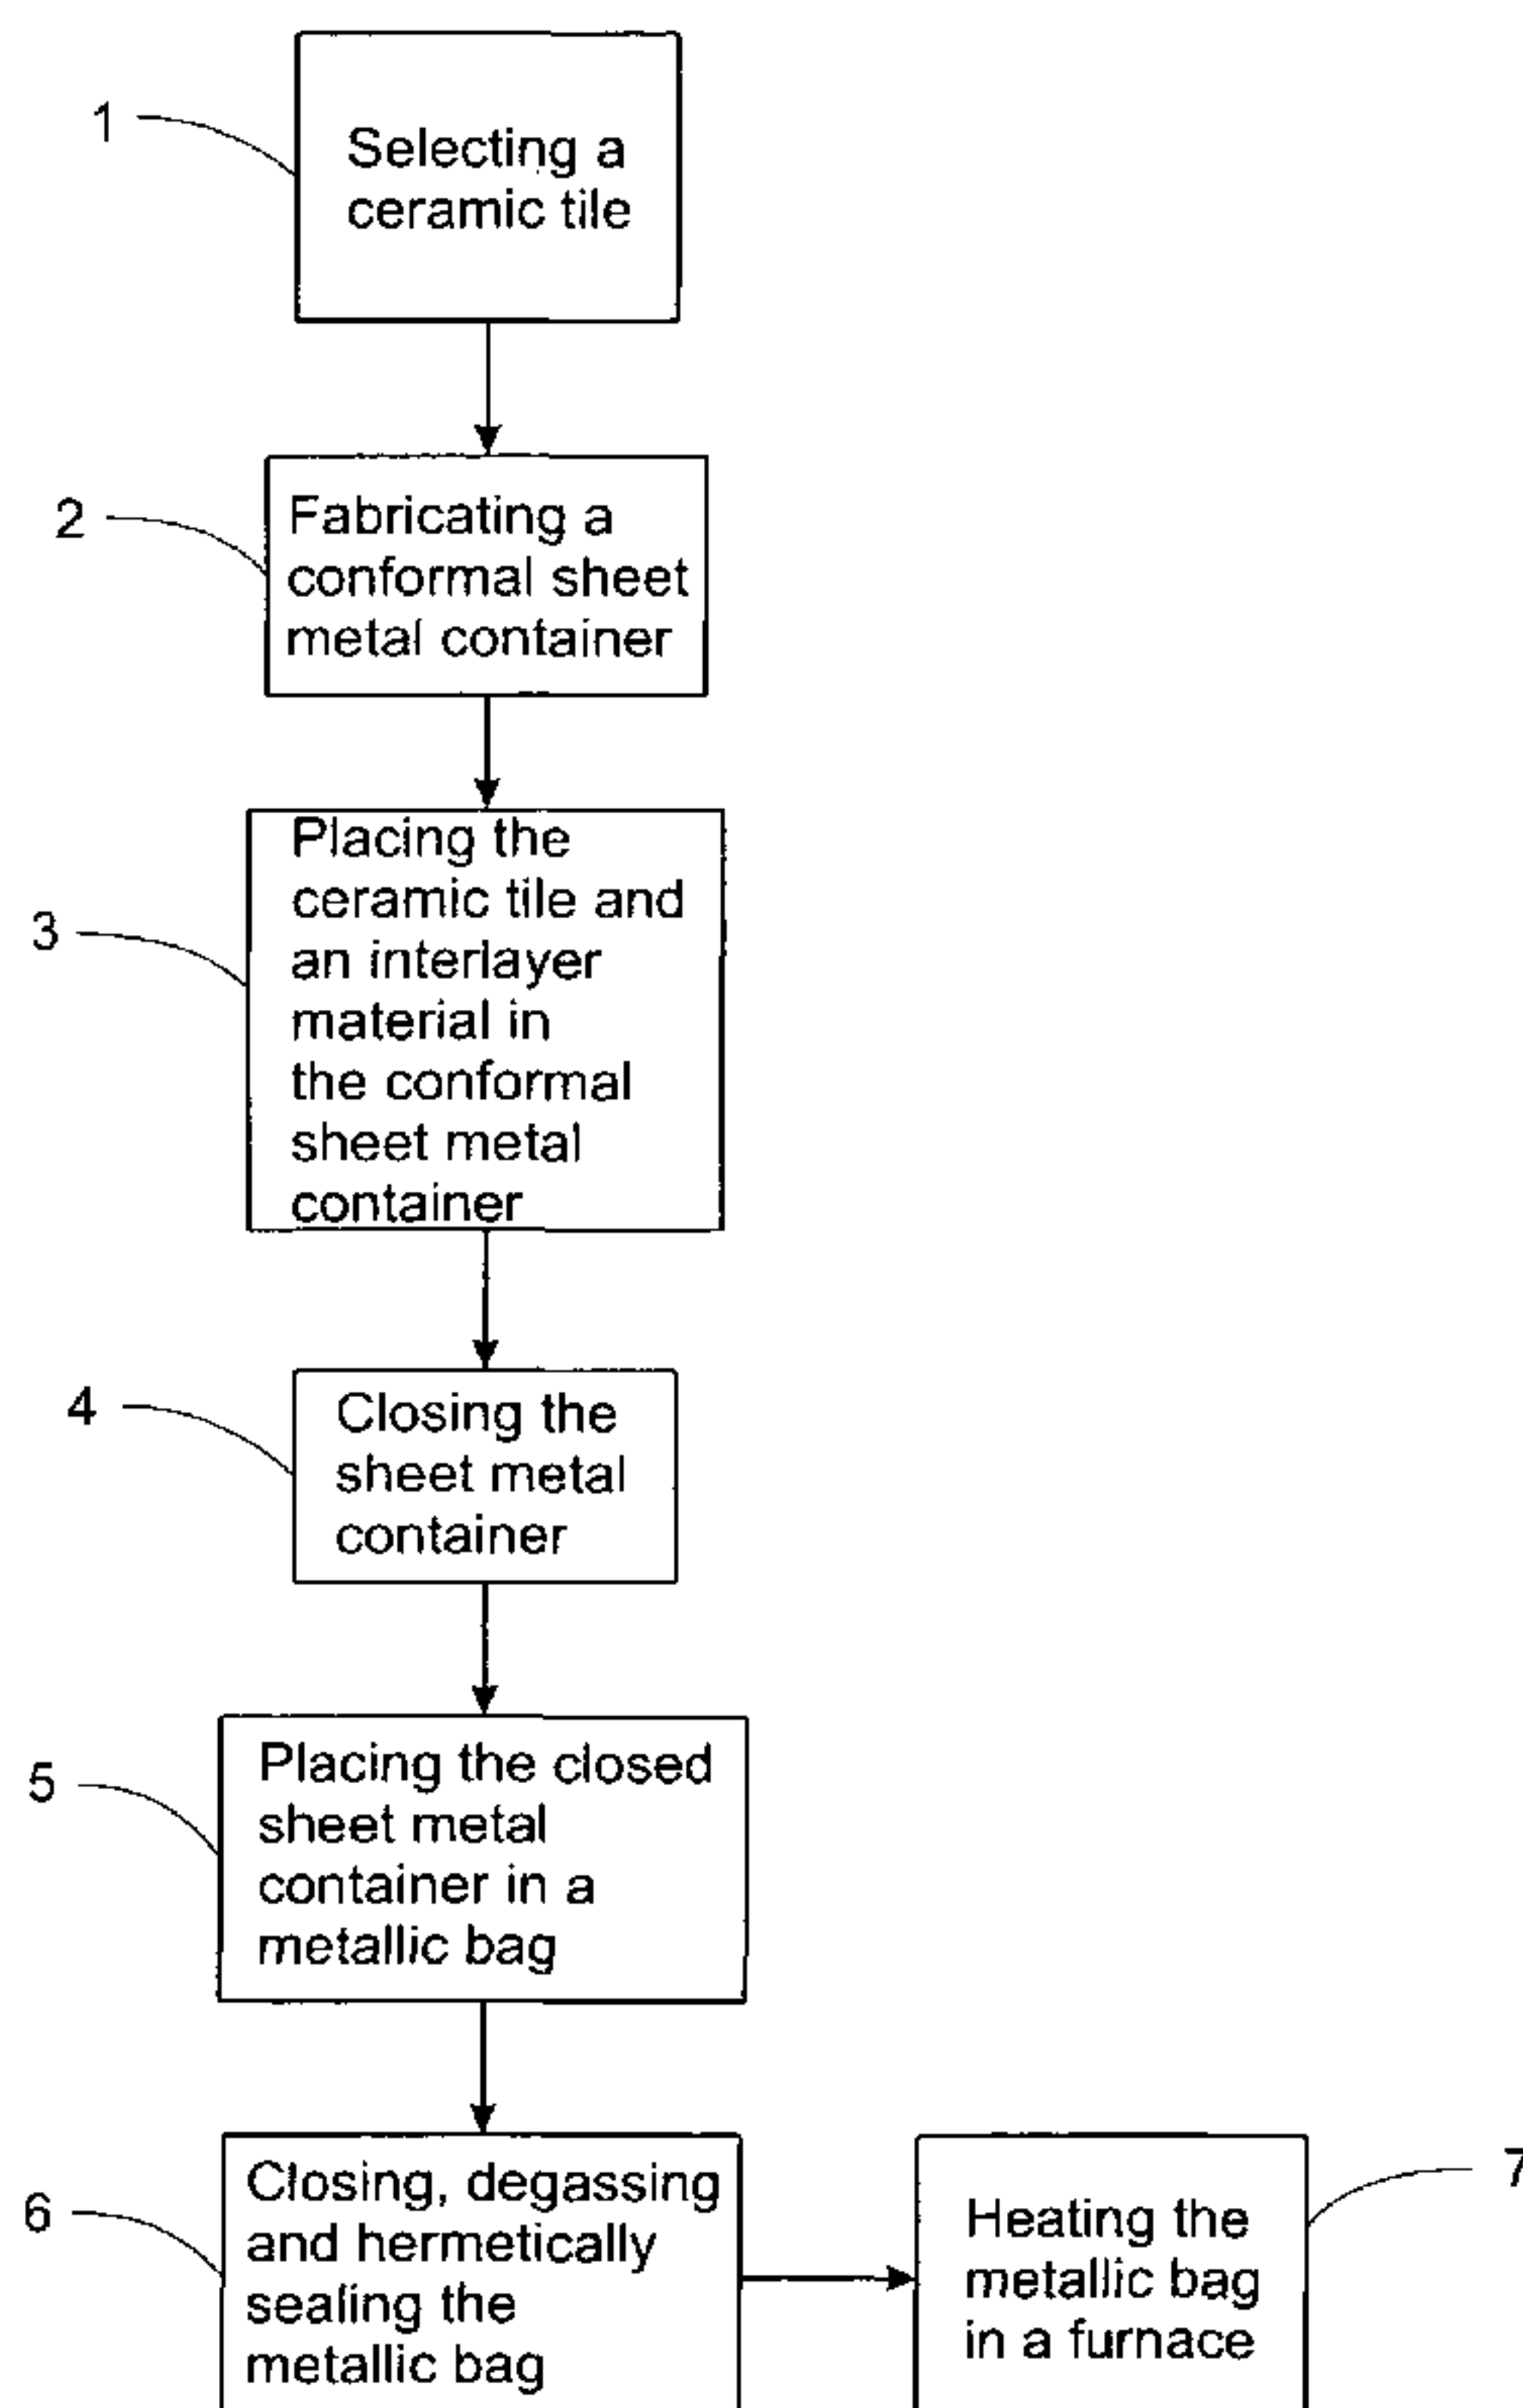 1
Selecting a
ceramic tile
2
Fabricating a
conformal sheet
metal container
3
Placing the
ceramic tile and
an interlayer
material in
the conformal
sheet metal
container
4
Closing the
sheet metal
container
5
Placing the closed
sheet metal
container in a
metallic bag
6
Closing, degassing
and hermetically
sealing the
metallic bag
Heating the
metallic bag
in a furnace
7